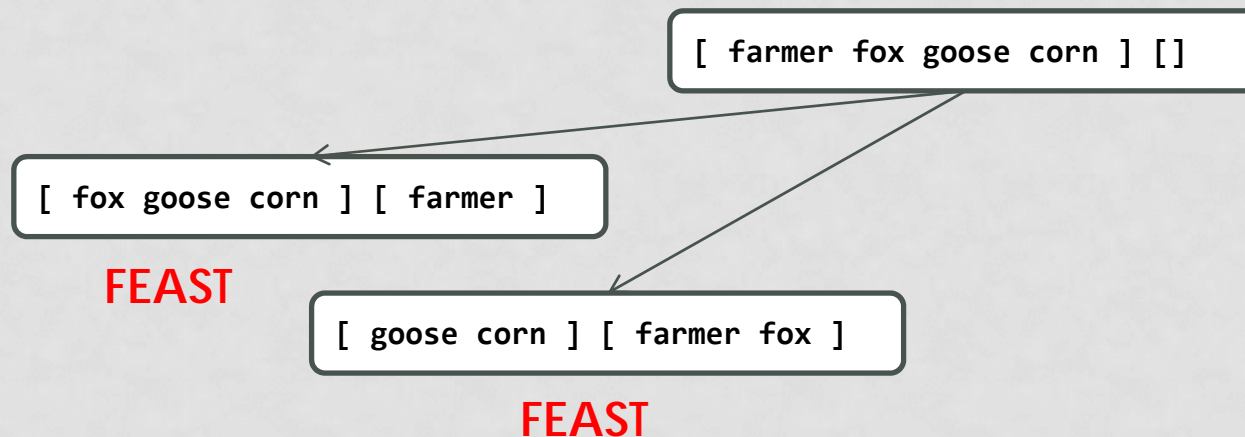 [ farmer fox goose corn ] []
[ fox goose corn ] [ farmer ]
FEAST
[ goose corn ] [ farmer fox ]
FEAST